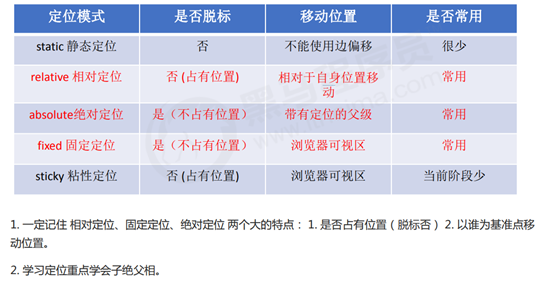 定位模式 是否脱标 移动位置 是否常用
static 静态定位 否 不能使用边偏移 很少
relative 相对定位 否 (占有位置) 相对于自身位置移动 常用
absolute绝对定位 是（不占有位置） 带有定位的父级 常用
fixed 固定定位 是（不占有位置） 浏览器可视区 常用
sticky 粘性定位 否 (占有位置) 浏览器可视区 当前阶段少
黑马程序员
1. 一定记住 相对定位、固定定位、绝对定位 两个大的特点： 1. 是否占有位置（脱标否） 2. 以谁为基准点移
动位置。
2. 学习定位重点学会子绝父相。